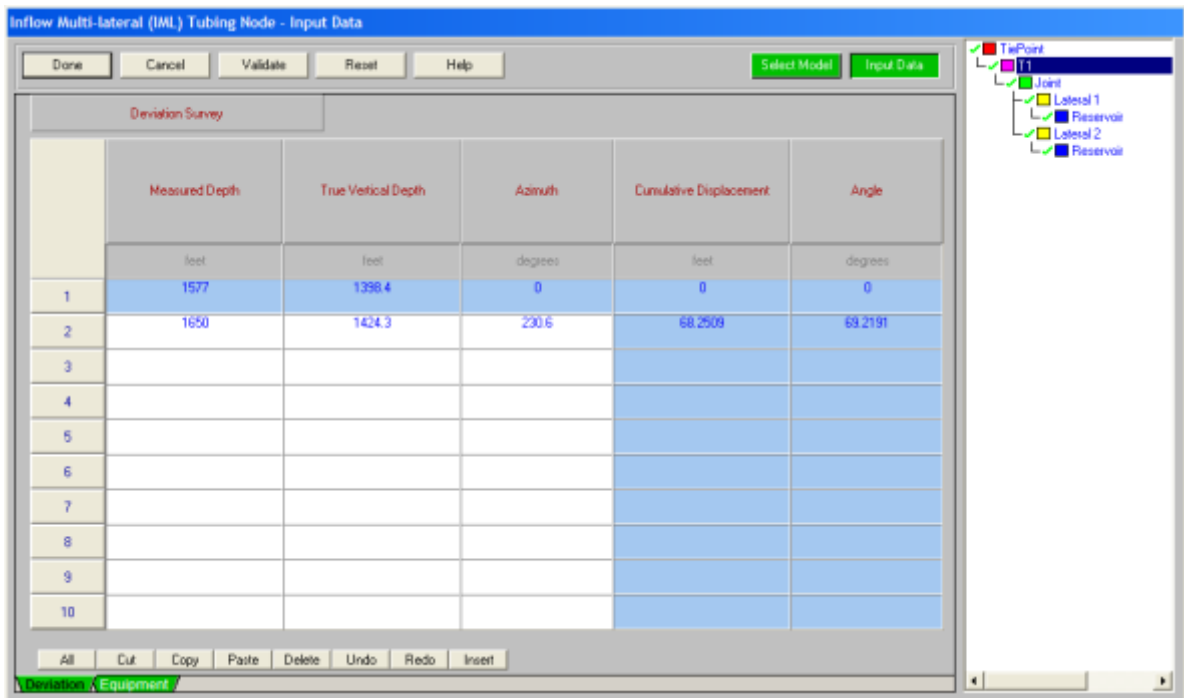 Inflow Multi-lateral (IML) Tubing Node - Input Data
Done Cancel Validate Reset Help Select Model Input Data
Deviation Survey
Measured Depth True Vertical Depth Azimuth Cumulative Displacement Angle
feet feet degrees feet degrees
1 1577 1398.4 0 0 0
2 1650 1424.3 230.6 68.2509 69.2191
3
4
5
6
7
8
9
10
All Cut Copy Paste Delete Undo Redo Insert
Deviation Equipment
TiePoint
T1
Joint
Lateral 1
Reservoir
Lateral 2
Reservoir